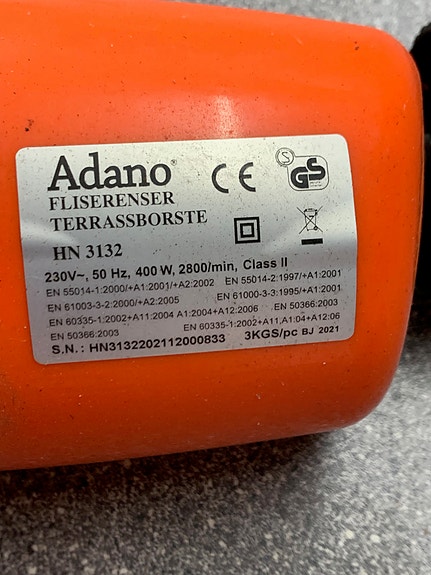 Adano®
CE
S
GS
FLISERENSER
TERRASSBORSTE
HN 3132
230V~, 50 Hz, 400 W, 2800/min, Class II
EN 55014-1:2000/+A1:2001/+A2:2002 EN 55014-2:1997/+A1:2001
EN 61003-3-2:2000/+A2:2005 EN 61000-3-3:1995/+A1:2001
EN 60335-1:2002+A11:2004 A1:2004+A12:2006 EN 50366:2003
EN 50366:2003 EN 60335-1:2002+A11,A1:04+A12:06
S.N.: HN3132202112000833 3KGS/pc BJ 2021